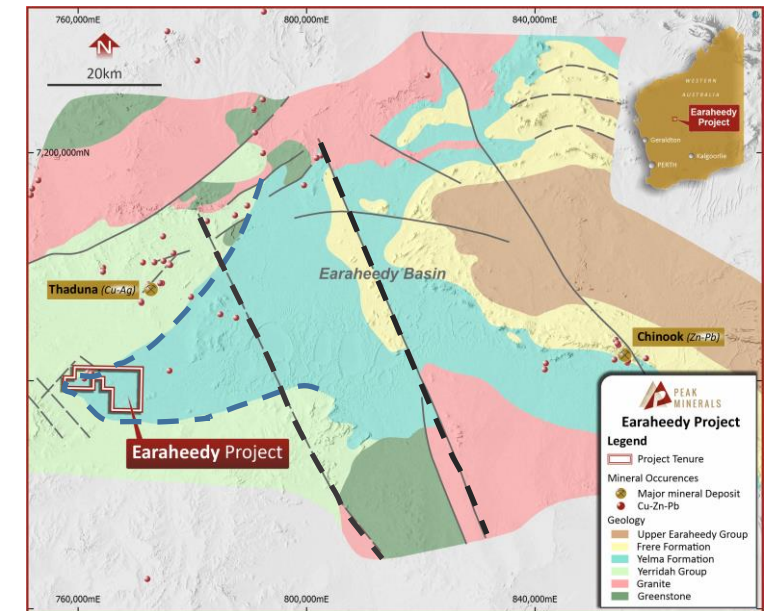 760,000mE
800,000mE
840,000mE
N
20km
7,200,000mN
WESTERN
AUSTRALIA
Earaheedy
Project
Geraldton
Kalgoorlie
PERTH
Earaheedy Basin
Thaduna (Cu-Ag)
Chinook (Zn-Pb)
Earaheedy Project
PEAK
MINERALS
Earaheedy Project
Legend
Project Tenure
Mineral Occurences
Major mineral Deposit
Cu-Zn-Pb
Geology
Upper Earaheedy Group
Frere Formation
Yelma Formation
Yerridah Group
Granite
Greenstone
760,000mE
800,000mE
840,000mE